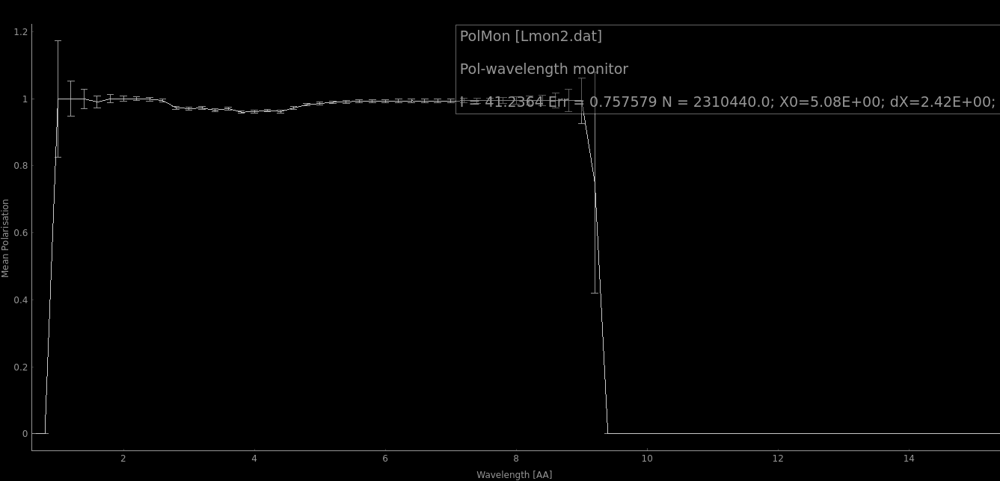 PolMon [Lmon2.dat]
Pol-wavelength monitor
I = 41.2364 Err = 0.757579 N = 2310440.0; X0=5.08E+00; dX=2.42E+00;
1.2
1
0.8
0.6
0.4
0.2
0
Mean Polarisation
2 4 6 8 10 12 14
Wavelength [AA]